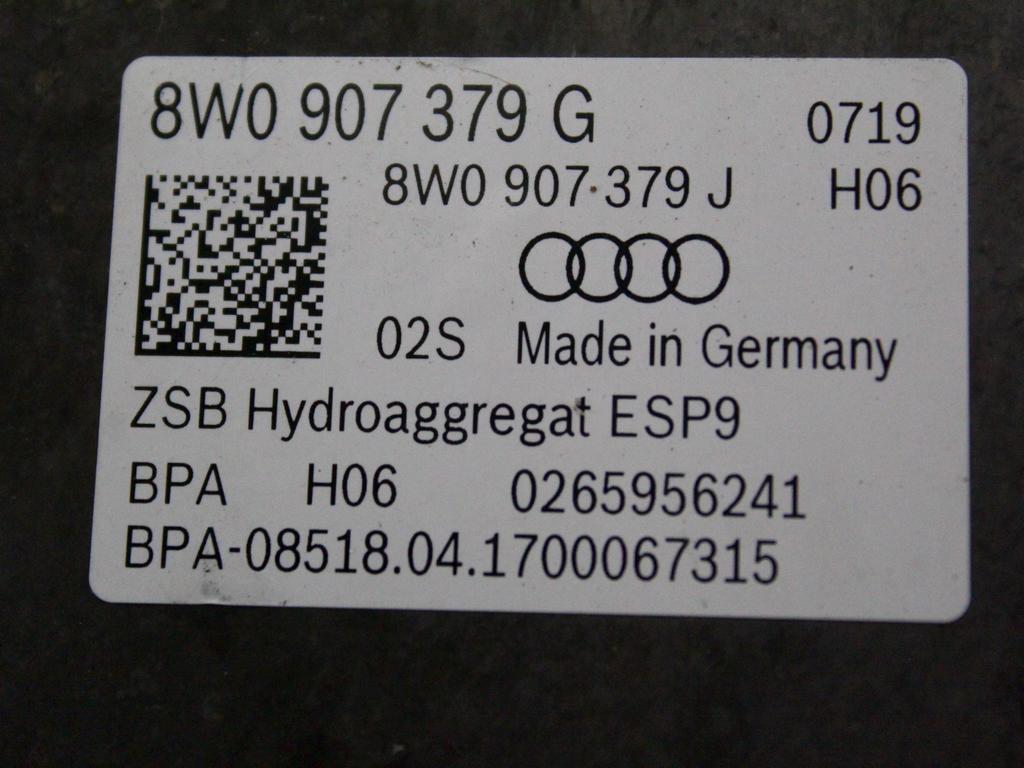 8W0 907 379 G 0719
8W0 907 379 J H06
02S Made in Germany
ZSB Hydroaggregat ESP9
BPA H06 0265956241
BPA-08518.04.1700067315